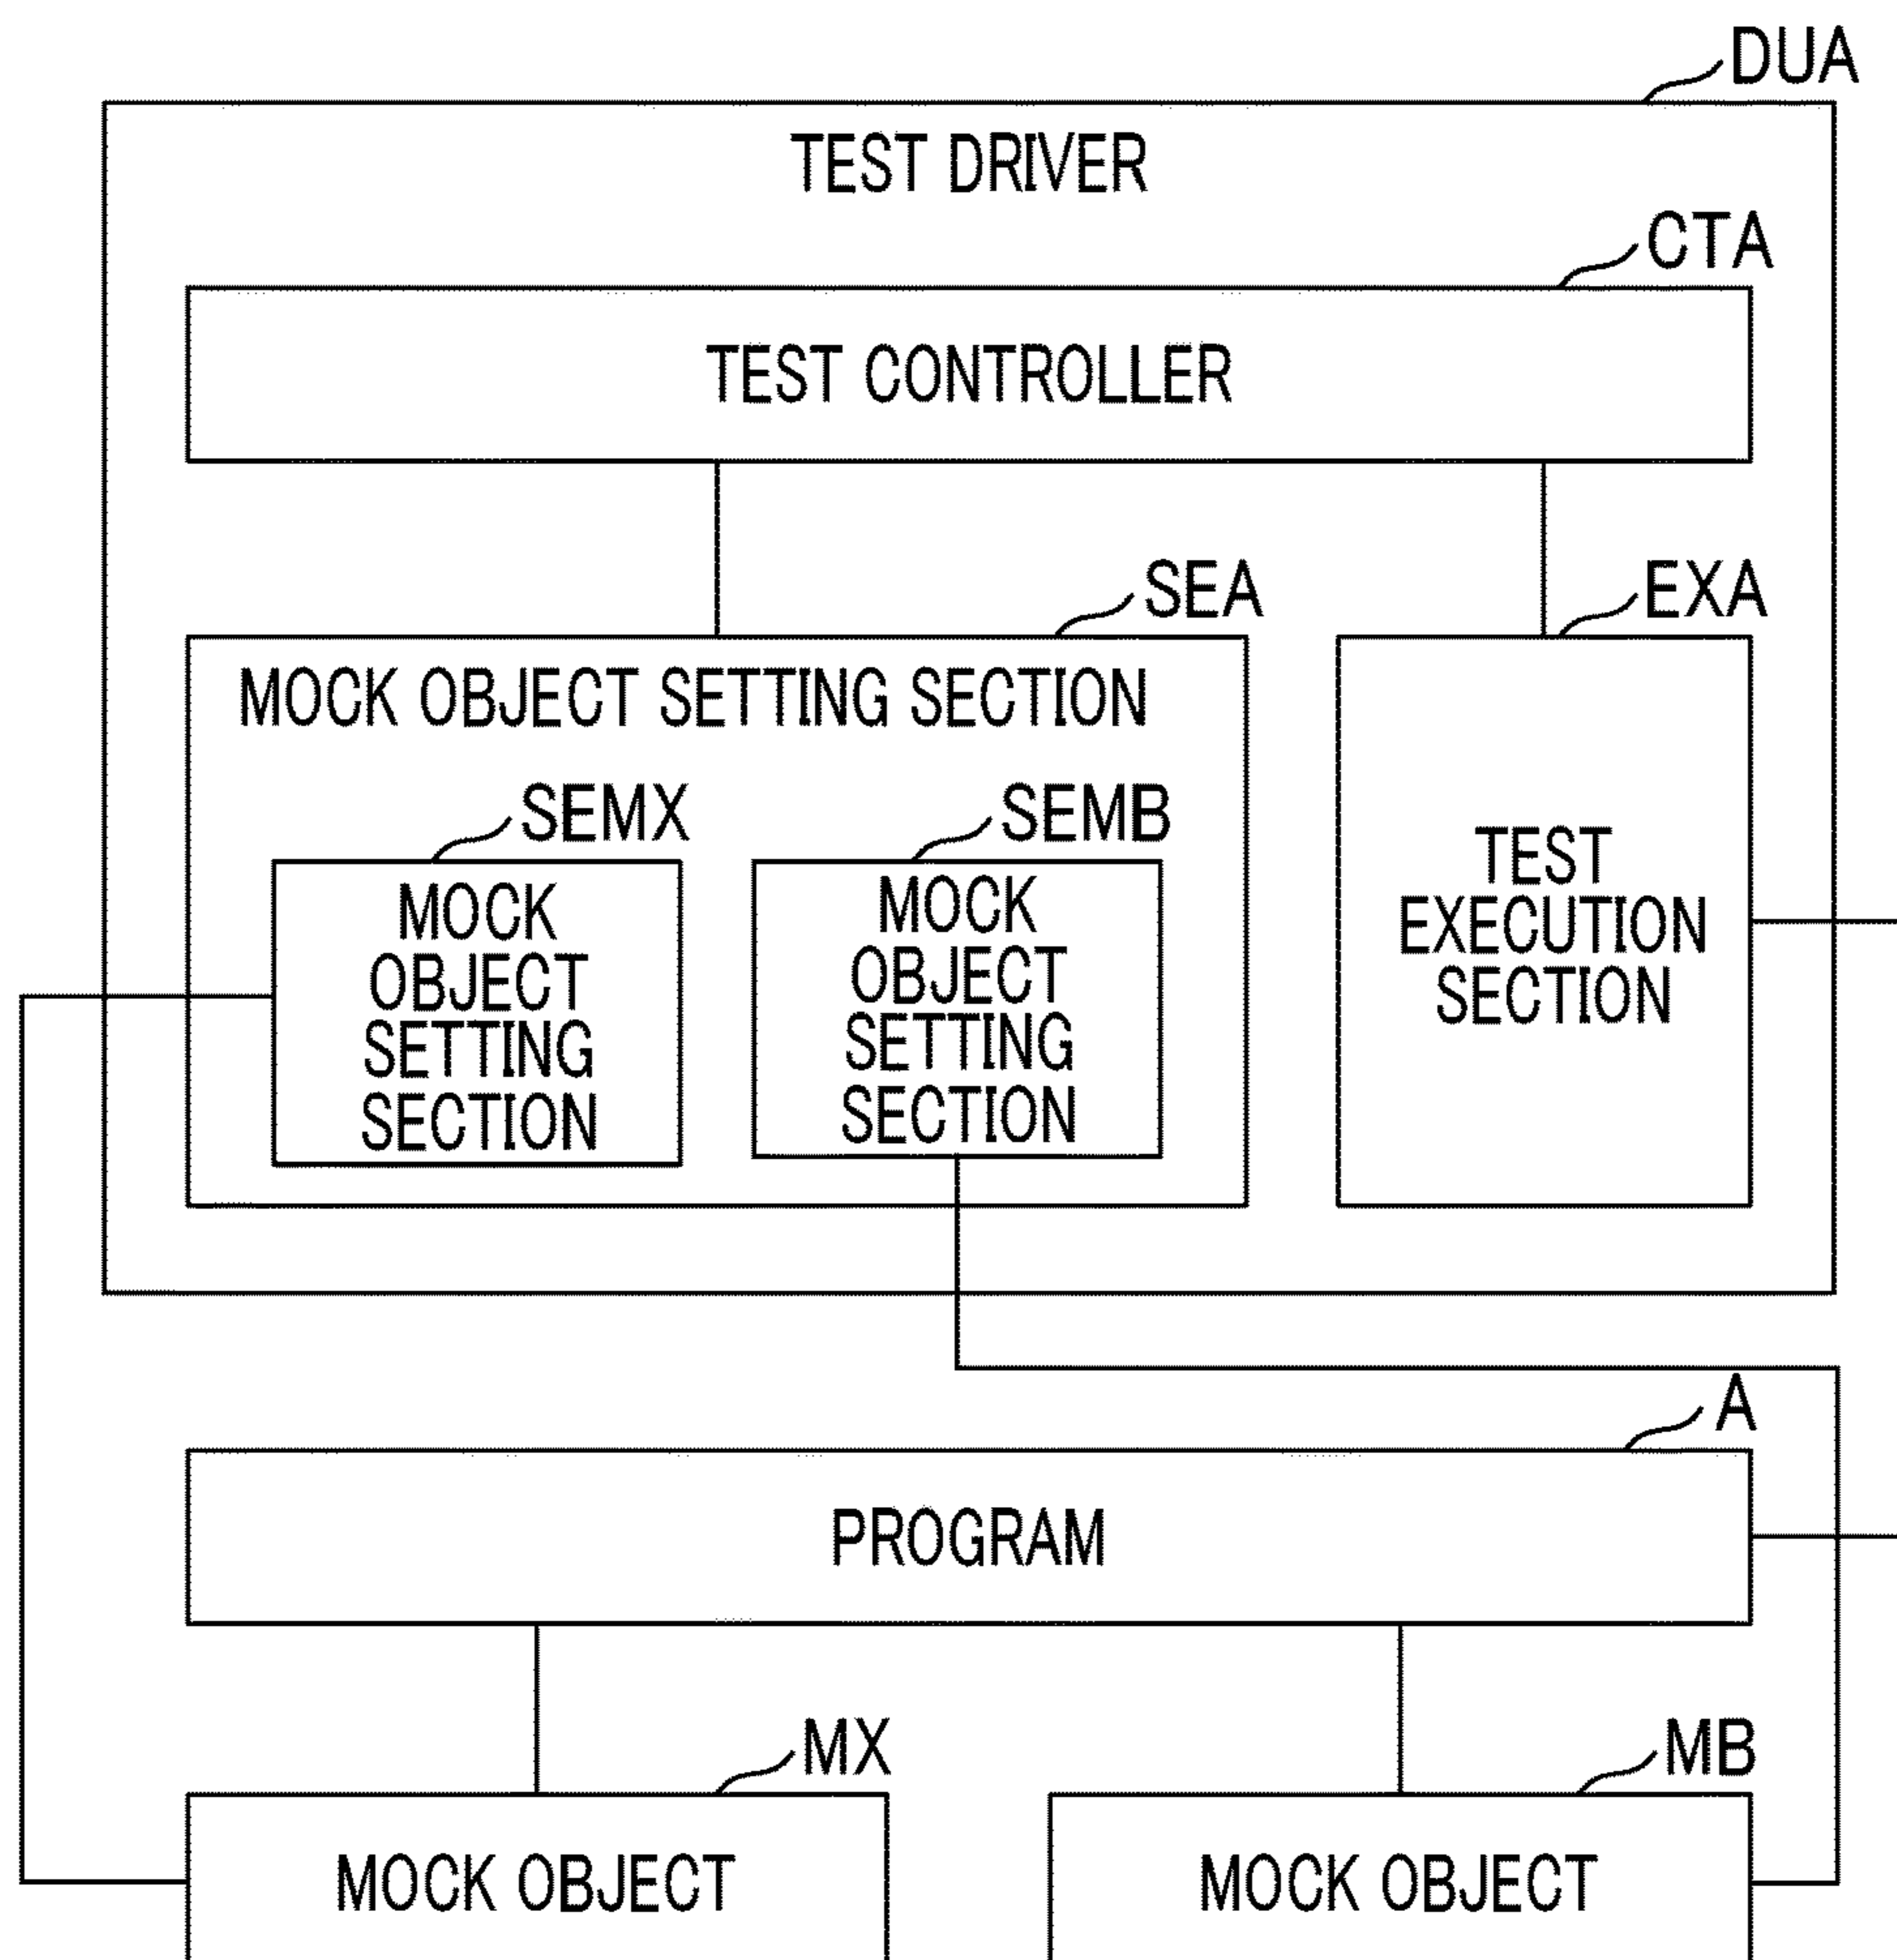 DUA
TEST DRIVER
CTA
TEST CONTROLLER
SEA
EXA
MOCK OBJECT SETTING SECTION
SEMX
SEMB
MOCK
OBJECT
SETTING
SECTION
MOCK
OBJECT
SETTING
SECTION
TEST
EXECUTION
SECTION
A
PROGRAM
MX
MB
MOCK OBJECT
MOCK OBJECT